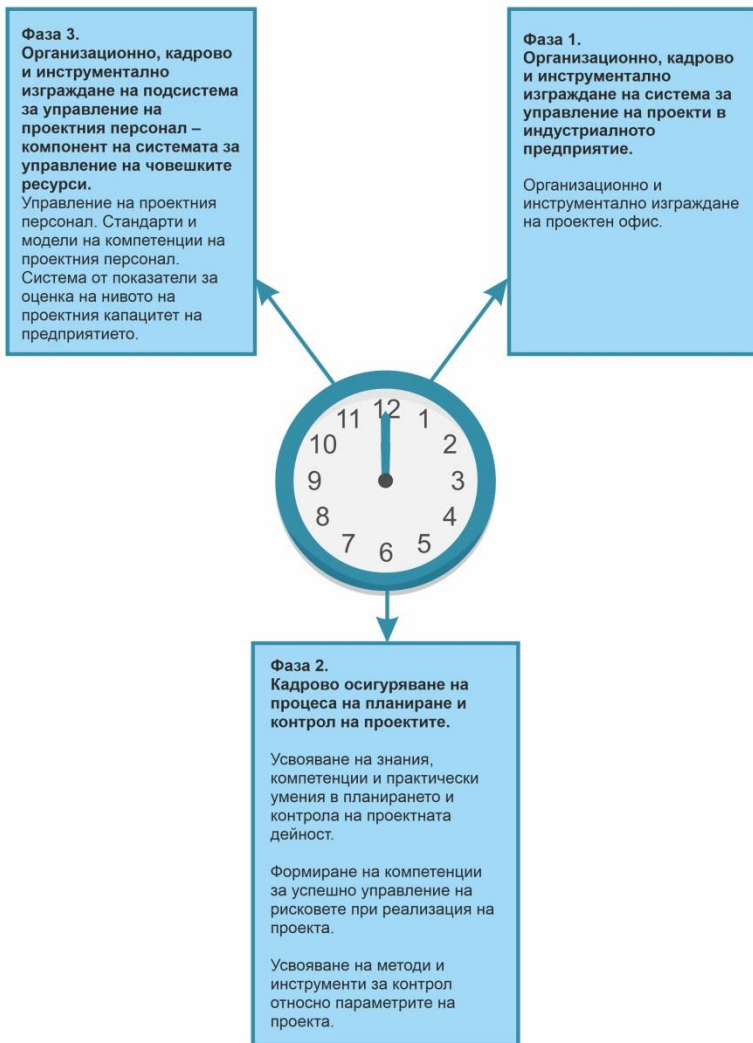 Фаза 3.
Организационно, кадрово
и инструментално
изграждане на подсистема
за управление на
проектния персонал –
компонент на системата за
управление на човешките
ресурси.
Управление на проектния
персонал. Стандарти и
модели на компетенции на
проектния персонал.
Система от показатели за
оценка на нивото на
проектния капацитет на
предприятието.
Фаза 1.
Организационно, кадрово
и инструментално
изграждане на система за
управление на проекти в
индустриалното
предприятие.
Организационно и
инструментално изграждане
на проектен офис.
12
11
1
10
2
9
3
8
4
7
5
6
Фаза 2.
Кадрово осигуряване на
процеса на планиране и
контрол на проектите.
Усвояване на знания,
компетенции и практически
умения в планирането и
контрола на проектната
дейност.
Формиране на компетенции
за успешно управление на
рисковете при реализация на
проекта.
Усвояване на методи и
инструменти за контрол
относно параметрите на
проекта.